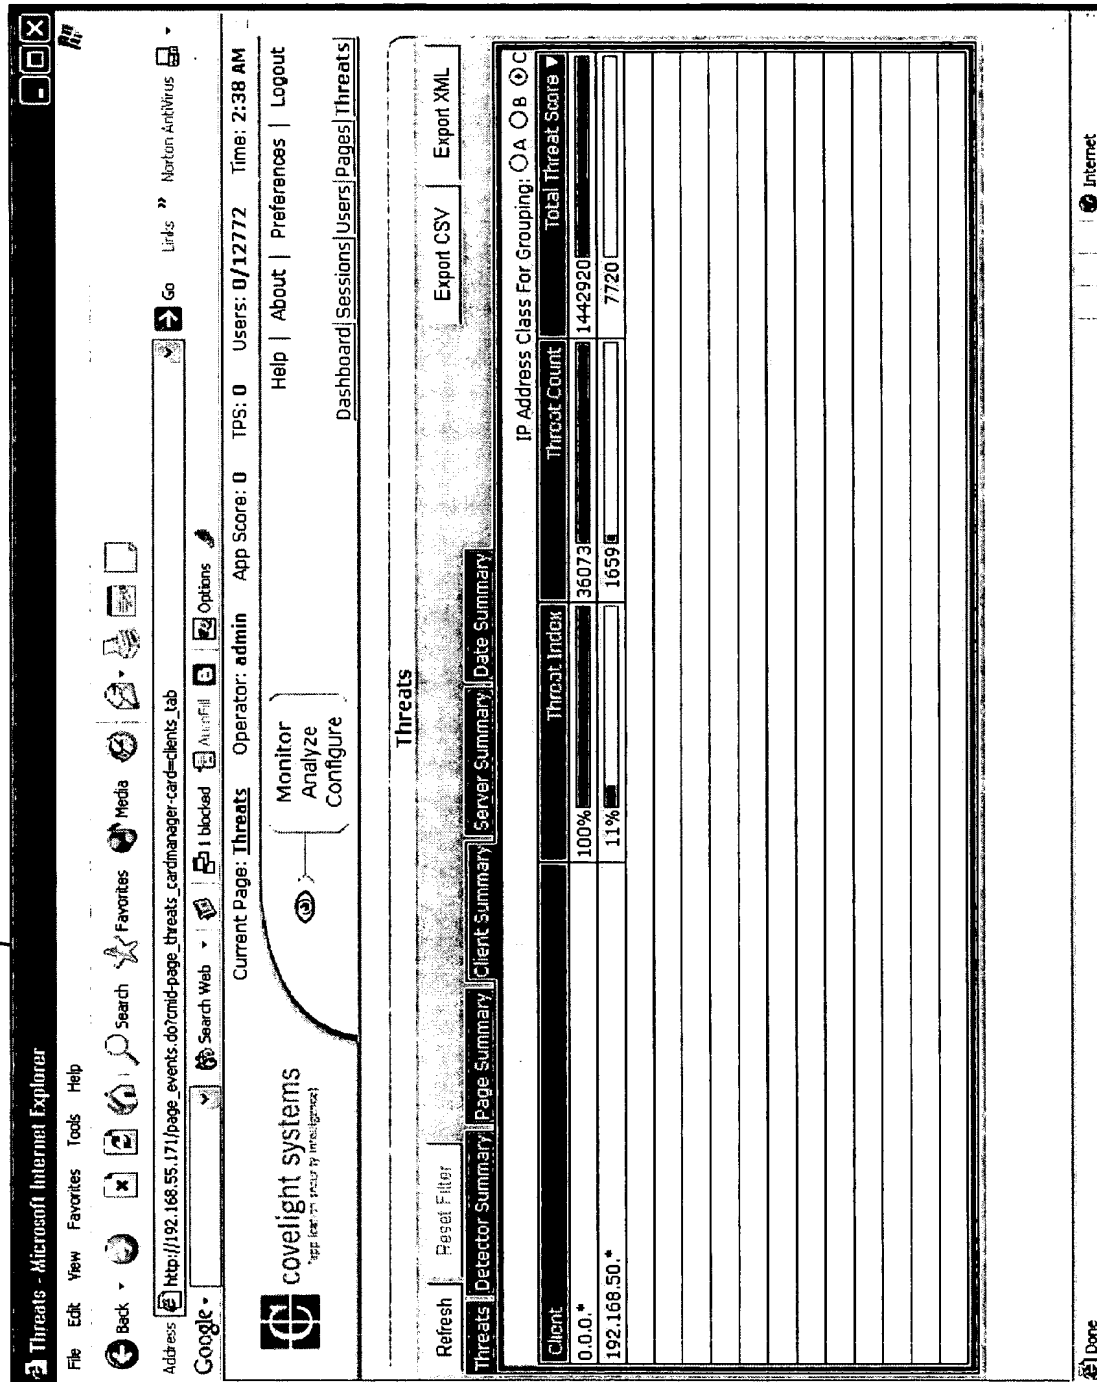 Threats - Microsoft Internet Explorer
File Edit View Favorites Tools Help
Back Search Favorites Media
Address http://192.168.55.171/page_events.do?cmid-page_threats_cardmanager-card=clients_tab Go Links » Norton AntiVirus
Google Search Web 1 blocked AutoFill Options
Current Page: Threats Operator: admin App Score: 0 TPS: 0 Users: 0/12772 Time: 2:38 AM
covelight systems
"application security intelligence"
Monitor
Analyze
Configure
Help | About | Preferences | Logout
Dashboard Sessions Users Pages Threats
Threats
Refresh Reset Filter Export CSV Export XML
Threats Detector Summary Page Summary Client Summary Server Summary Date Summary
IP Address Class For Grouping: A B C
Client Threat Index Threat Count Total Threat Score
0.0.0.* 100% 36073 1442920
192.168.50.* 11% 1659 7720
Done Internet